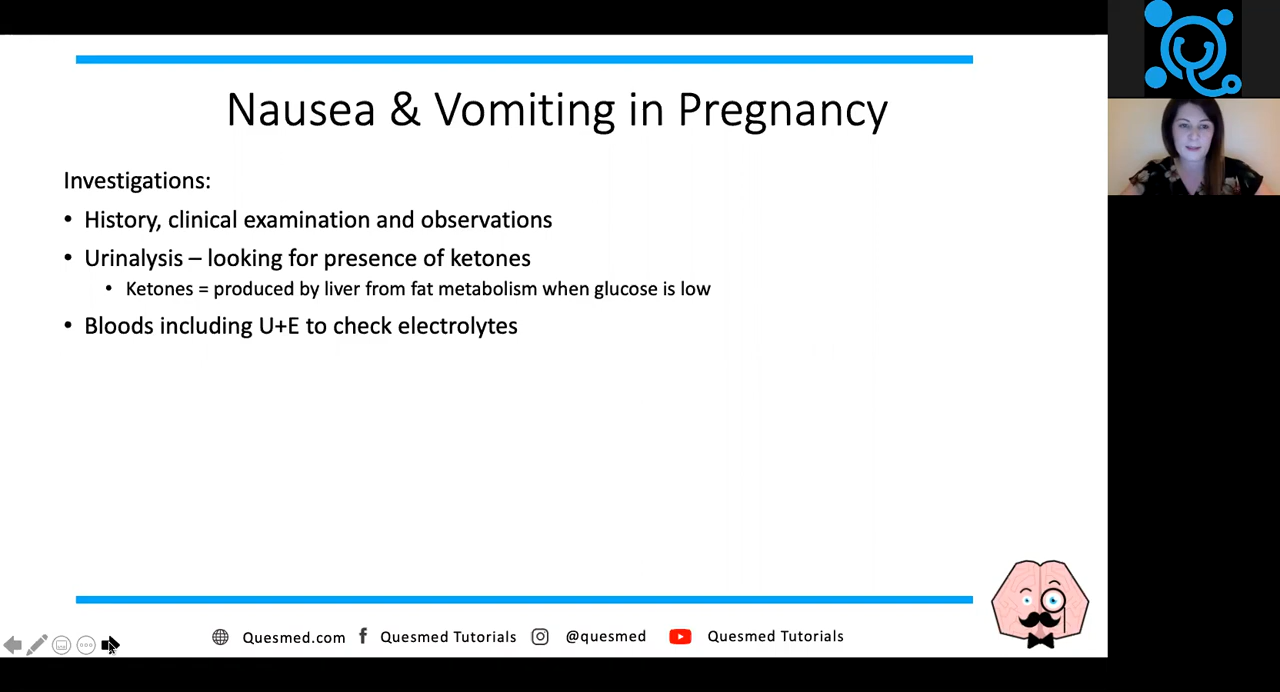 Nausea & Vomiting in Pregnancy
Investigations:
• History, clinical examination and observations
• Urinalysis – looking for presence of ketones
• Ketones = produced by liver from fat metabolism when glucose is low
• Bloods including U+E to check electrolytes
Quesmed.com Quesmed Tutorials @quesmed Quesmed Tutorials